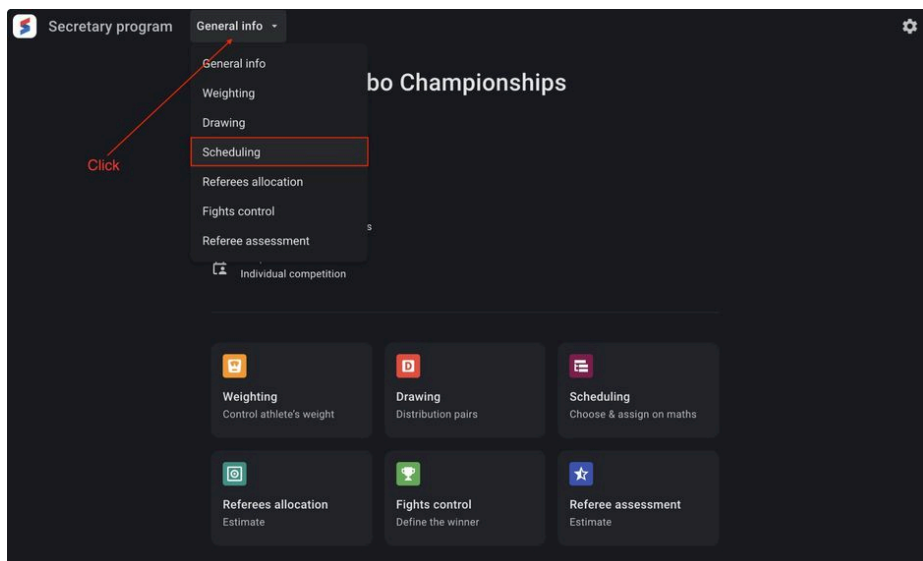 Secretary program
General info
General info
Weighting
bo Championships
Drawing
Scheduling
Click
Referees allocation
Fights control
s
Referee assessment
Individual competition
Weighting
Control athlete's weight
Drawing
Distribution pairs
Scheduling
Choose & assign on maths
Referees allocation
Estimate
Fights control
Define the winner
Referee assessment
Estimate